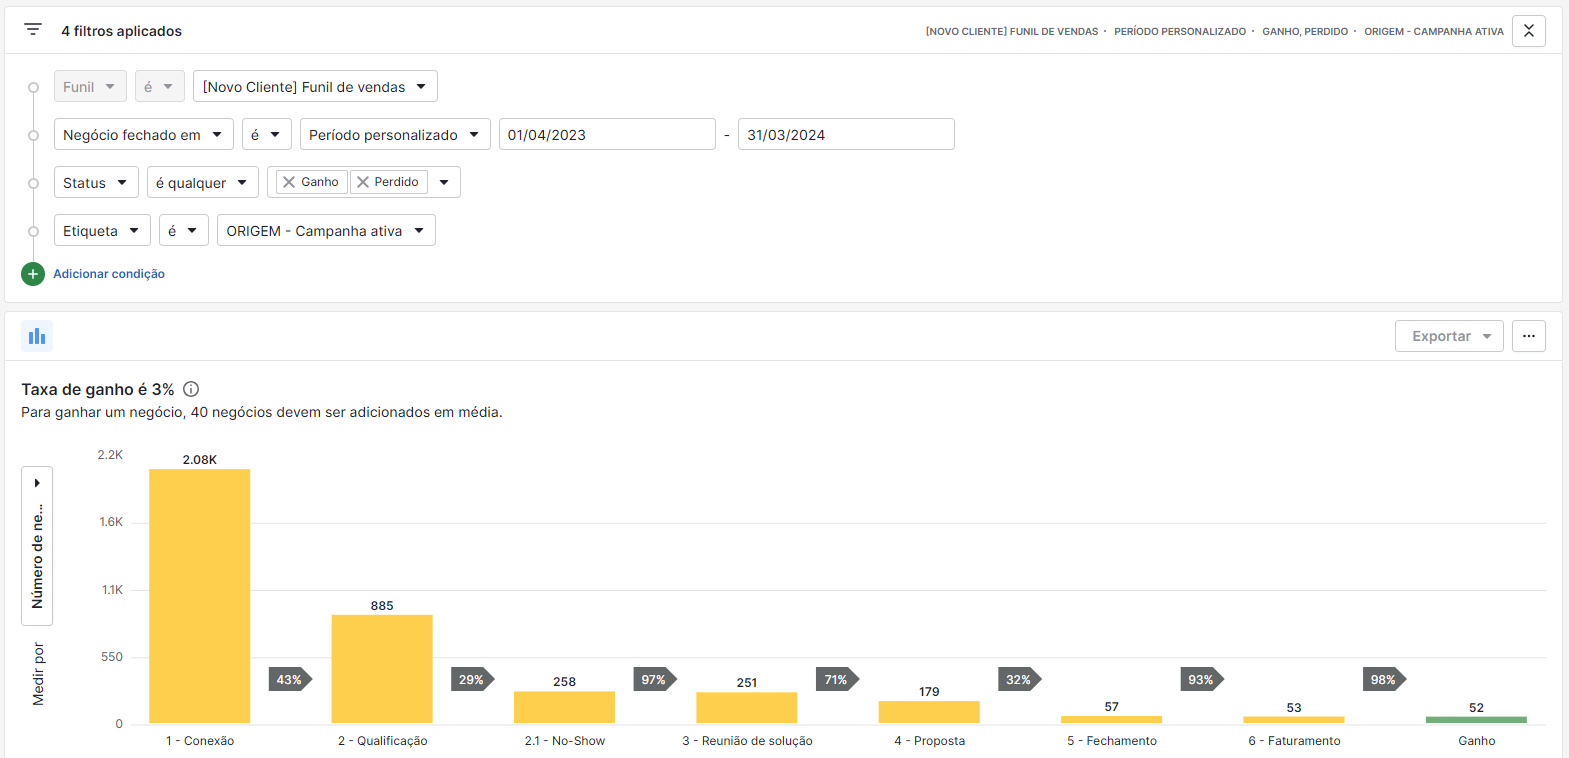 4 filtros aplicados
[NOVO CLIENTE] FUNIL DE VENDAS · PERÍODO PERSONALIZADO · GANHO, PERDIDO · ORIGEM - CAMPANHA ATIVA
Funil é [Novo Cliente] Funil de vendas
Negócio fechado em é Período personalizado 01/04/2023 - 31/03/2024
Status é qualquer Ganho Perdido
Etiqueta é ORIGEM - Campanha ativa
Adicionar condição
Exportar ...
Taxa de ganho é 3%
Para ganhar um negócio, 40 negócios devem ser adicionados em média.
Medir por
Número de ne...
2.2K
1.6K
1.1K
550
0
2.08K
885
258
251
179
57
53
52
43%
29%
97%
71%
32%
93%
98%
1 - Conexão
2 - Qualificação
2.1 - No-Show
3 - Reunião de solução
4 - Proposta
5 - Fechamento
6 - Faturamento
Ganho